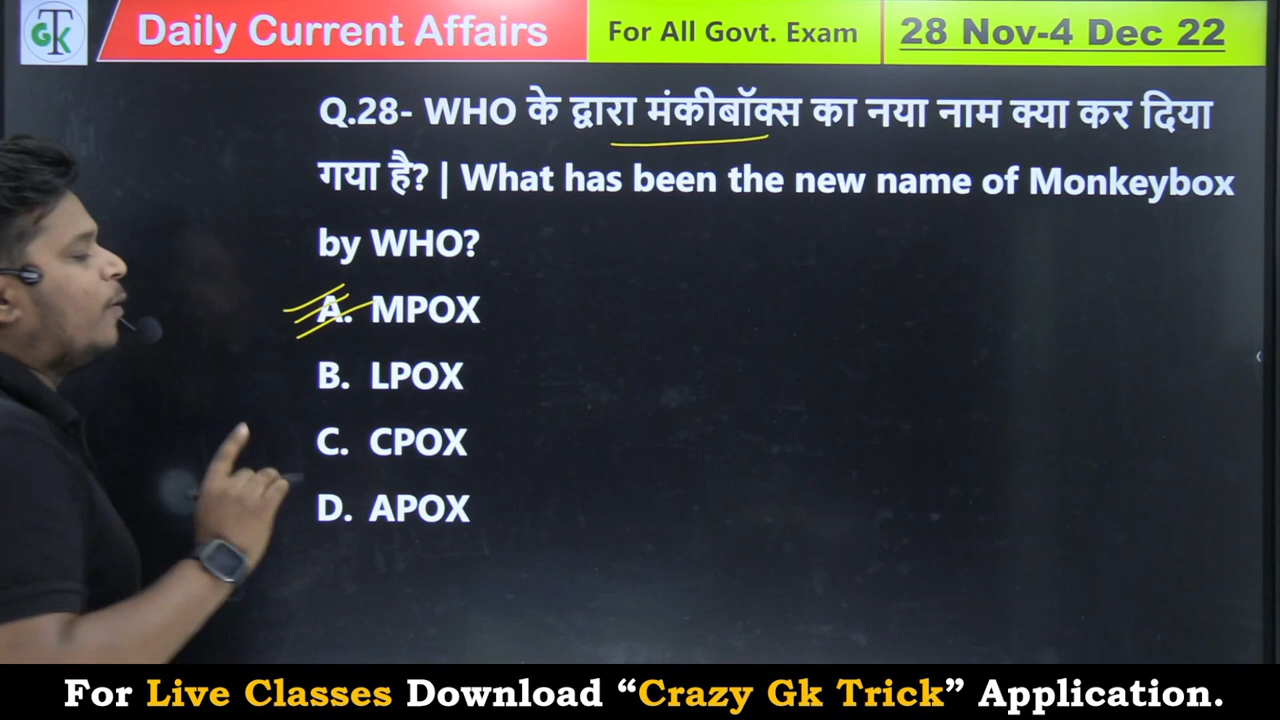 GTK
Daily Current Affairs
For All Govt. Exam
28 Nov-4 Dec 22
Q.28- WHO के द्वारा मंकीबॉक्स का नया नाम क्या कर दिया
गया है? | What has been the new name of Monkeybox
by WHO?
A. MPOX
B. LPOX
C. CPOX
D. APOX
For Live Classes Download “Crazy Gk Trick” Application.